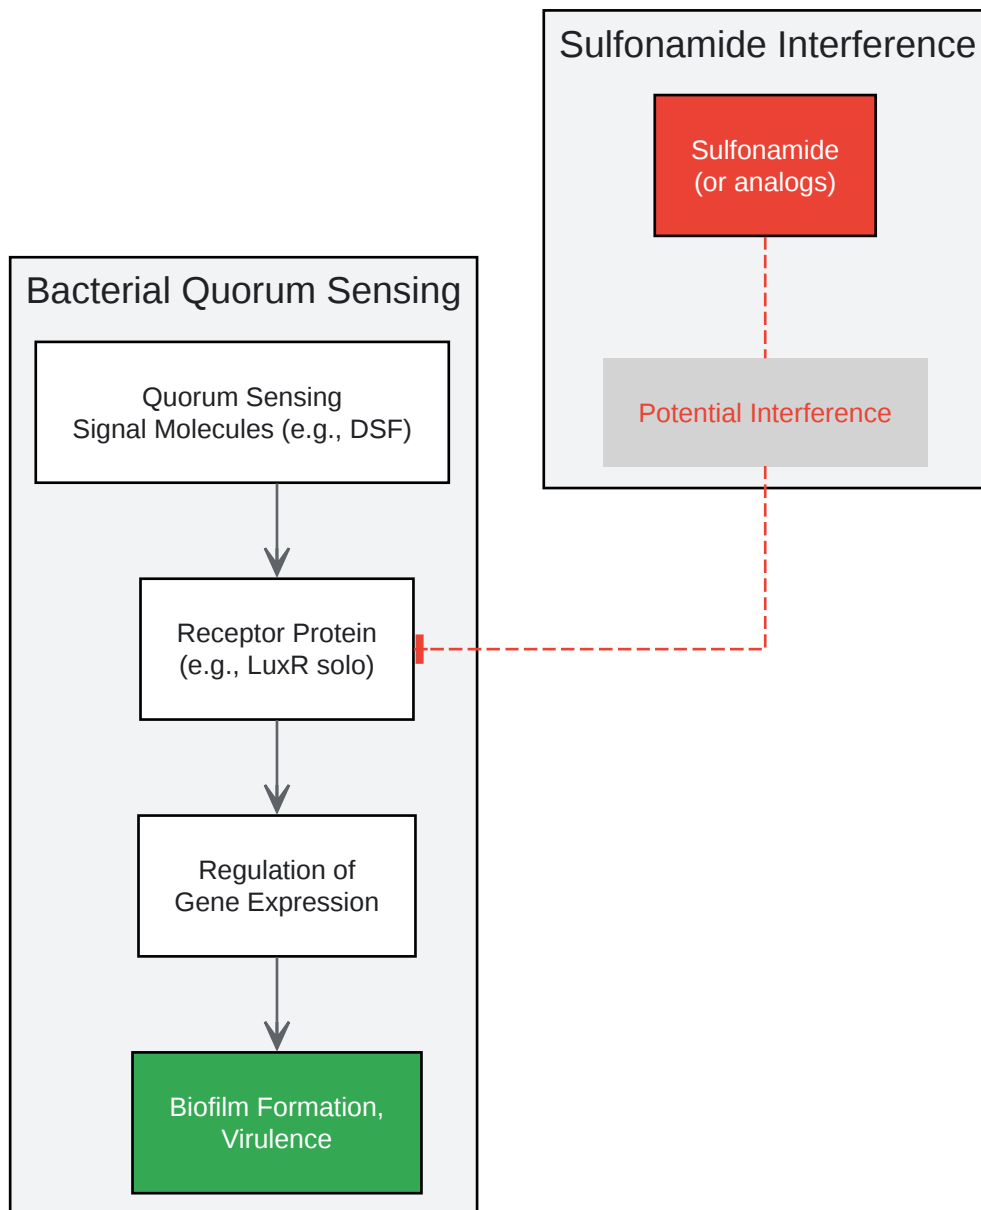 Sulfonamide Interference
Sulfonamide
(or analogs)
Potential Interference
Bacterial Quorum Sensing
Quorum Sensing
Signal Molecules (e.g., DSF)
Receptor Protein
(e.g., LuxR solo)
Regulation of
Gene Expression
Biofilm Formation,
Virulence